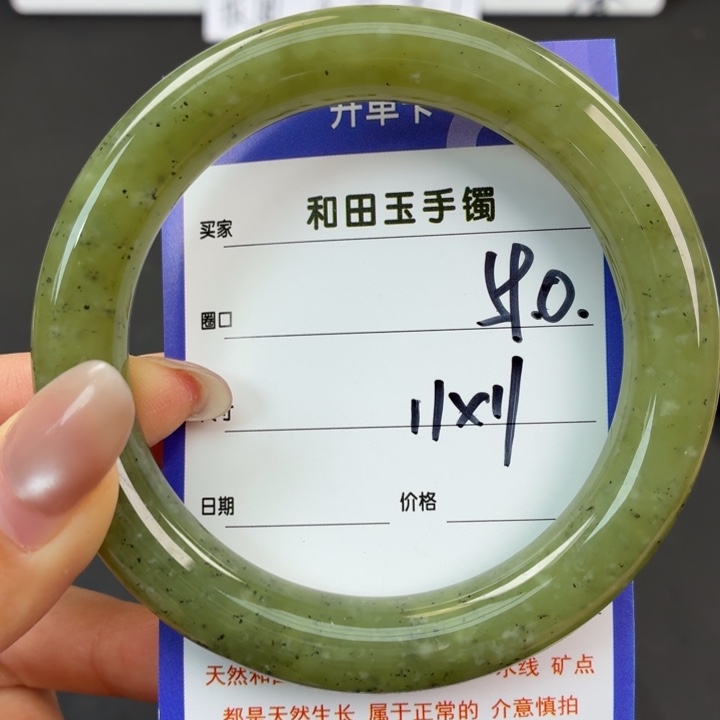 开单卡
和田玉手镯
买家
圈口 59.0.
11x11
日期 价格
天然和 水线 矿点
都是天然生长 属于正常的 介意慎拍